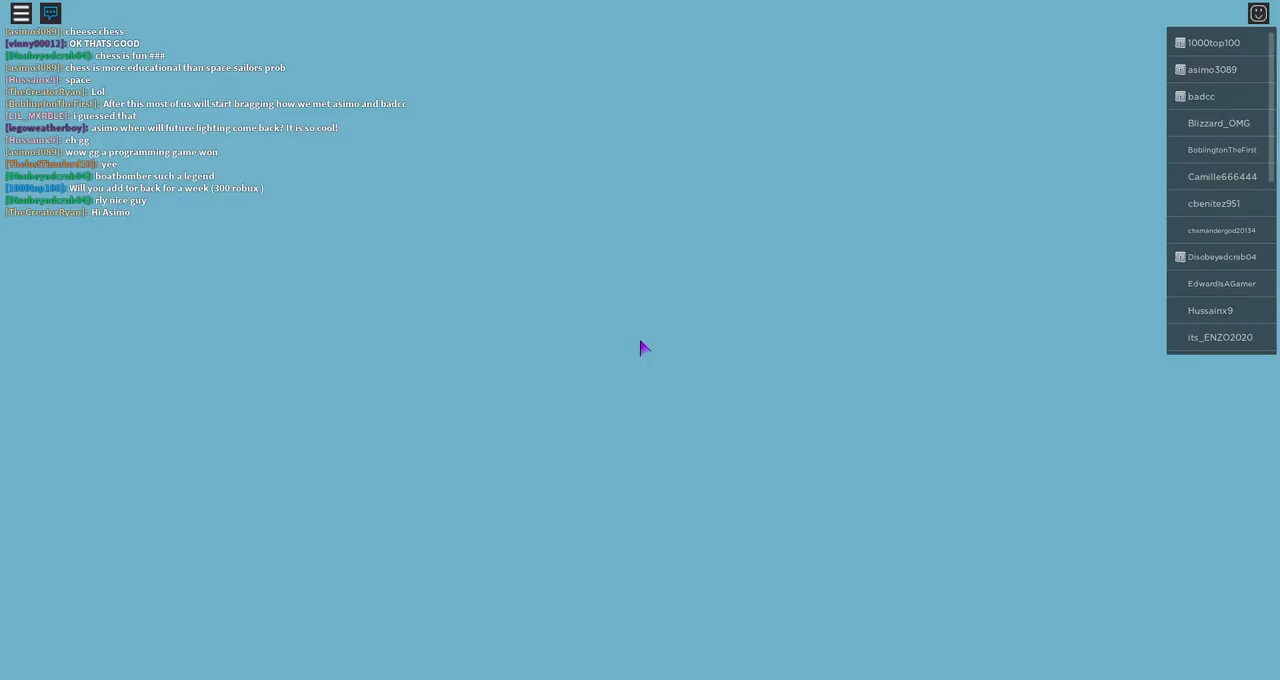 [asimo3089]: cheese chess
[vinny00012]: OK THATS GOOD
[Disobeyedcrab04]: chess is fun ###
[asimo3089]: chess is more educational than space sailors prob
[Hussainx9]: space
[TheCreatorRyan]: Lol
[BoblingtonTheFirst]: After this most of us will start bragging how we met asimo and badcc
[LIL_MXRBLE]: i guessed that
[legoweatherboy]: asimo when will future lighting come back? It is so cool!
[Hussainx9]: eh gg
[asimo3089]: wow gg a programming game won
yee
[Disobeyedcrab04]: boatbomber such a legend
[1000top100]: Will you add tor back for a week (300 robux )
[Disobeyedcrab04]: rly nice guy
[TheCreatorRyan]: Hi Asimo
1000top100
asimo3089
badcc
Blizzard_OMG
BoblingtonTheFirst
Camille666444
cbenitez951
chsmandergod20134
Disobeyedcrab04
EdwardIsAGamer
Hussainx9
its_ENZO2020